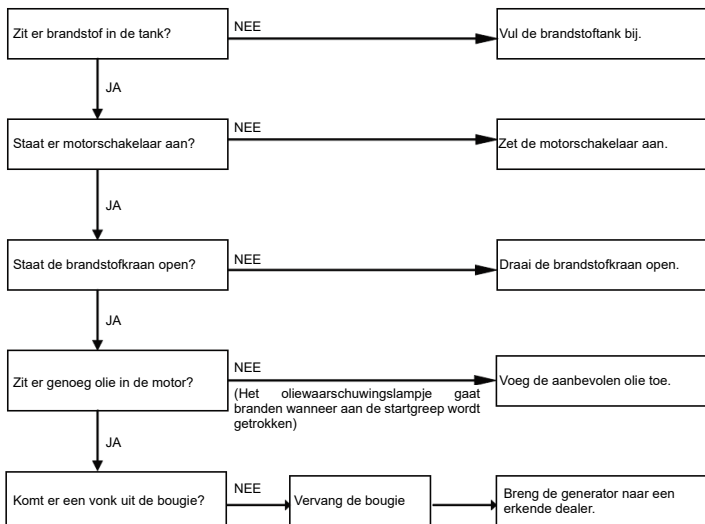 Zit er brandstof in de tank?
NEE
Vul de brandstoftank bij.
JA
Staat er motorschakelaar aan?
NEE
Zet de motorschakelaar aan.
JA
Staat de brandstofkraan open?
NEE
Draai de brandstofkraan open.
JA
Zit er genoeg olie in de motor?
NEE
(Het oliewaarschuwingslampje gaat
branden wanneer aan de startgreep wordt
getrokken)
Voeg de aanbevolen olie toe.
JA
Komt er een vonk uit de bougie?
NEE
Vervang de bougie
Breng de generator naar een
erkende dealer.